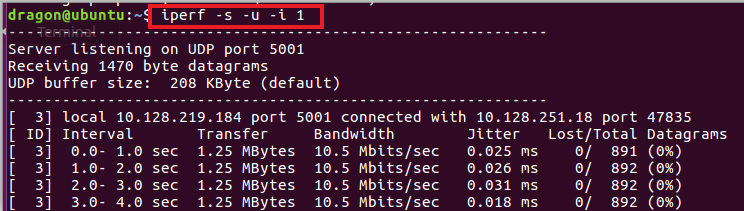 dragon@ubuntu:~$ iperf -s -u -i 1
Terminal
------------------------------------------------------------
Server listening on UDP port 5001
Receiving 1470 byte datagrams
UDP buffer size:  208 KByte (default)
------------------------------------------------------------
[  3] local 10.128.219.184 port 5001 connected with 10.128.251.18 port 47835
[ ID] Interval       Transfer     Bandwidth        Jitter   Lost/Total Datagrams
[  3]  0.0- 1.0 sec  1.25 MBytes  10.5 Mbits/sec   0.025 ms    0/  891 (0%)
[  3]  1.0- 2.0 sec  1.25 MBytes  10.5 Mbits/sec   0.026 ms    0/  892 (0%)
[  3]  2.0- 3.0 sec  1.25 MBytes  10.5 Mbits/sec   0.031 ms    0/  892 (0%)
[  3]  3.0- 4.0 sec  1.25 MBytes  10.5 Mbits/sec   0.018 ms    0/  892 (0%)